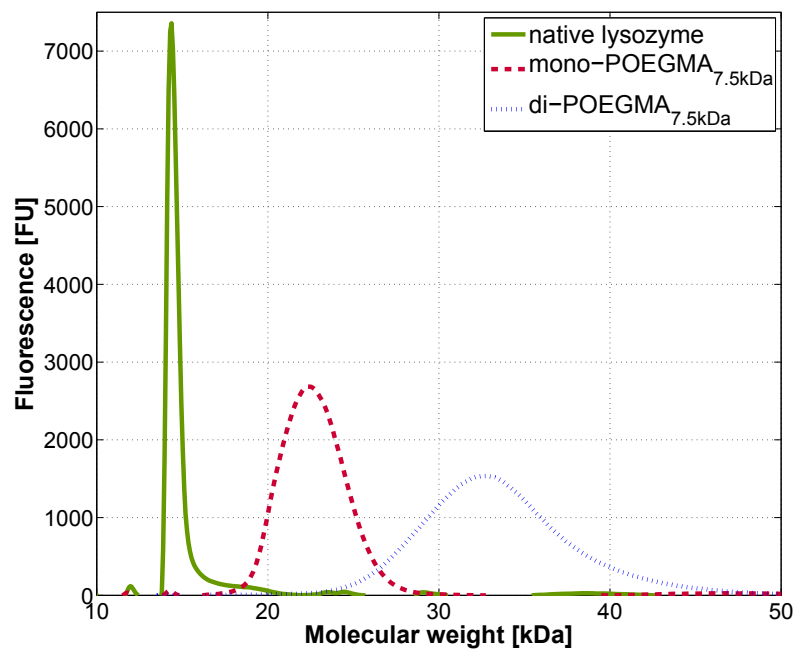 native lysozyme
mono−POEGMA7.5kDa
di−POEGMA7.5kDa
7000
6000
5000
4000
3000
2000
1000
0
Fluorescence [FU]
10 20 30 40 50
Molecular weight [kDa]